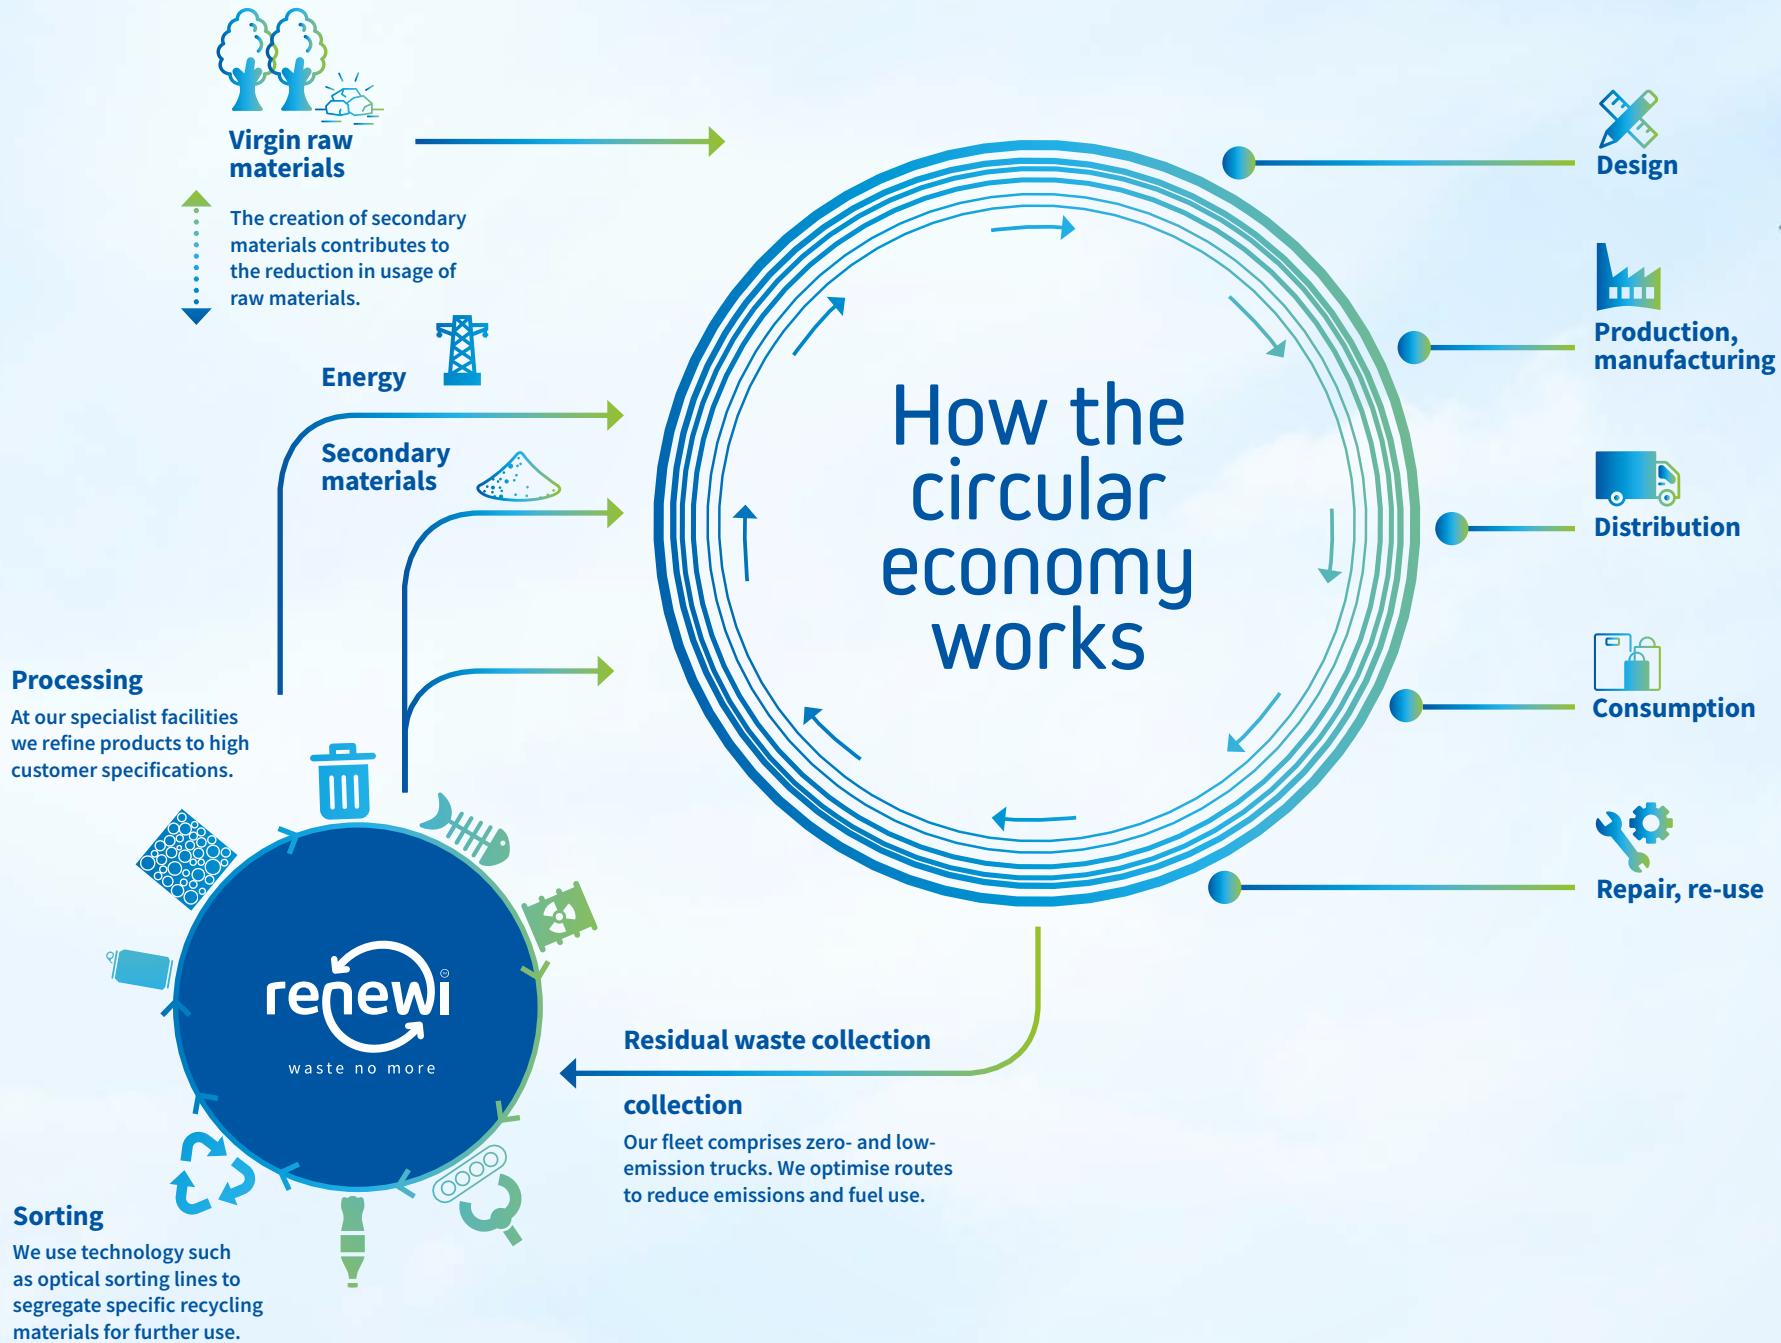 Virgin raw
materials
The creation of secondary
materials contributes to
the reduction in usage of
raw materials.
Energy
Secondary
materials
How the
circular
economy
works
Design
Production,
manufacturing
Distribution
Consumption
Repair, re-use
Processing
At our specialist facilities
we refine products to high
customer specifications.
renewi
waste no more
Residual waste collection
collection
Our fleet comprises zero- and low-
emission trucks. We optimise routes
to reduce emissions and fuel use.
Sorting
We use technology such
as optical sorting lines to
segregate specific recycling
materials for further use.